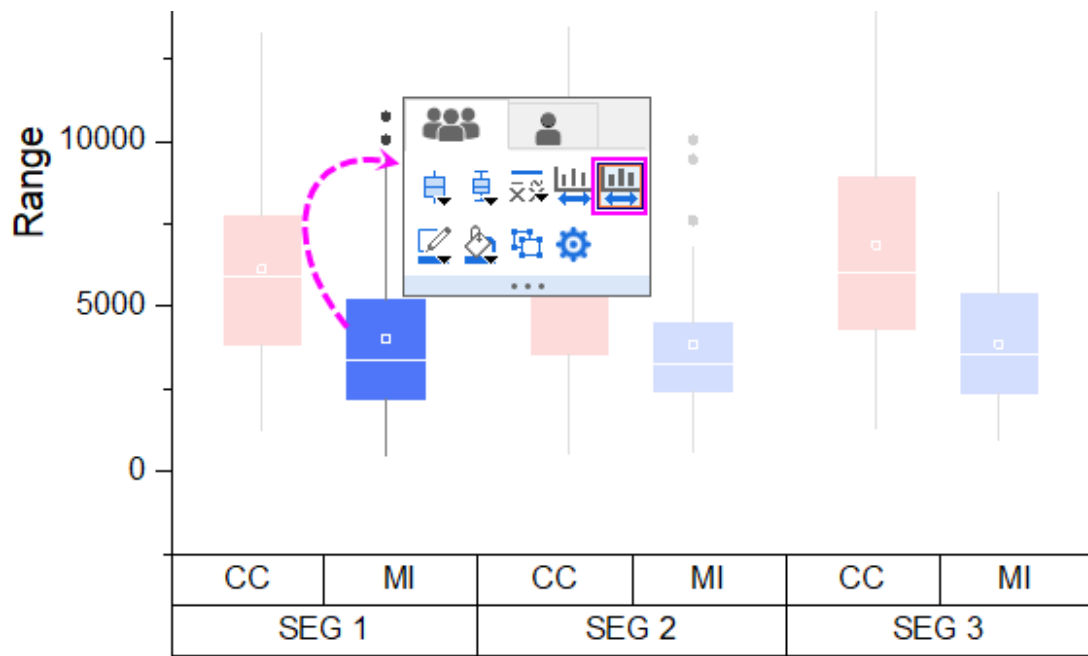 Range
10000
5000
0
CC MI CC MI CC MI
SEG 1 SEG 2 SEG 3